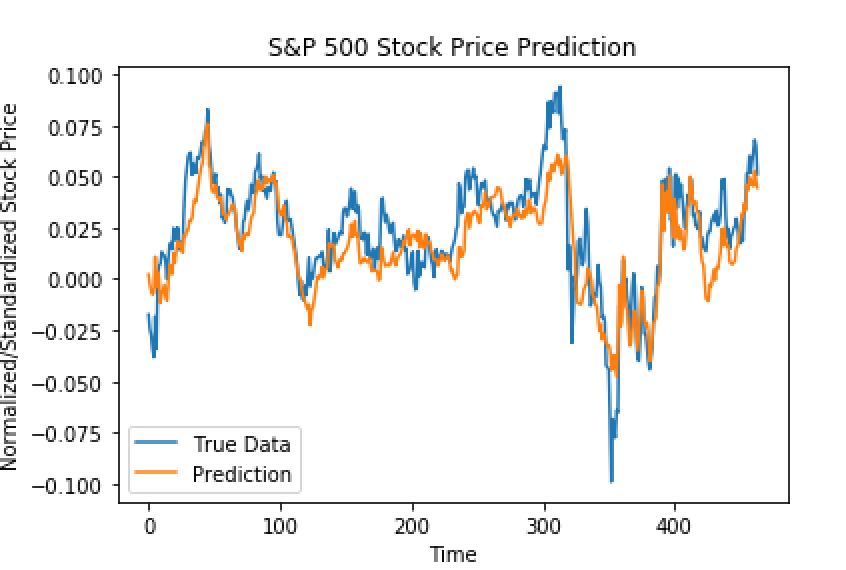 S&P 500 Stock Price Prediction
Normalized/Standardized Stock Price
0.100
0.075
0.050
0.025
0.000
−0.025
−0.050
−0.075
−0.100
True Data
Prediction
0 100 200 300 400
Time